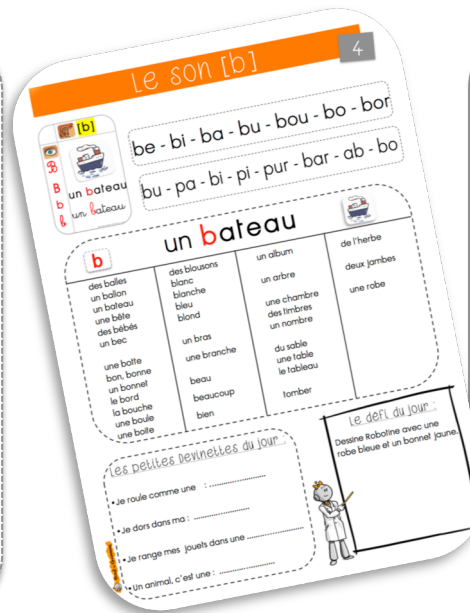 Le son [b]
4
[b]
B
B
b
b
un bateau
un bateau
be - bi - ba - bu - bou - bo - bor
bu - pa - bi - pi - pur - bar - ab - bo
b
un bateau
des balles
un ballon
un bateau
une bête
des bébés
un bec
une botte
bon, bonne
un bonnet
le bord
la bouche
une boule
une boîte
des blousons
blanc
blanche
bleu
blond
un bras
une branche
beau
beaucoup
bien
un album
un arbre
une chambre
des timbres
un nombre
du sable
une table
le tableau
tomber
de l'herbe
deux jambes
une robe
Les petites devinettes du jour :
•Je roule comme une : ...................
•Je dors dans ma : ...................
•Je range mes jouets dans une ...................
•Un animal, c'est une : ...................
Le défi du jour :
Dessine Robotine avec une
robe bleue et un bonnet jaune.